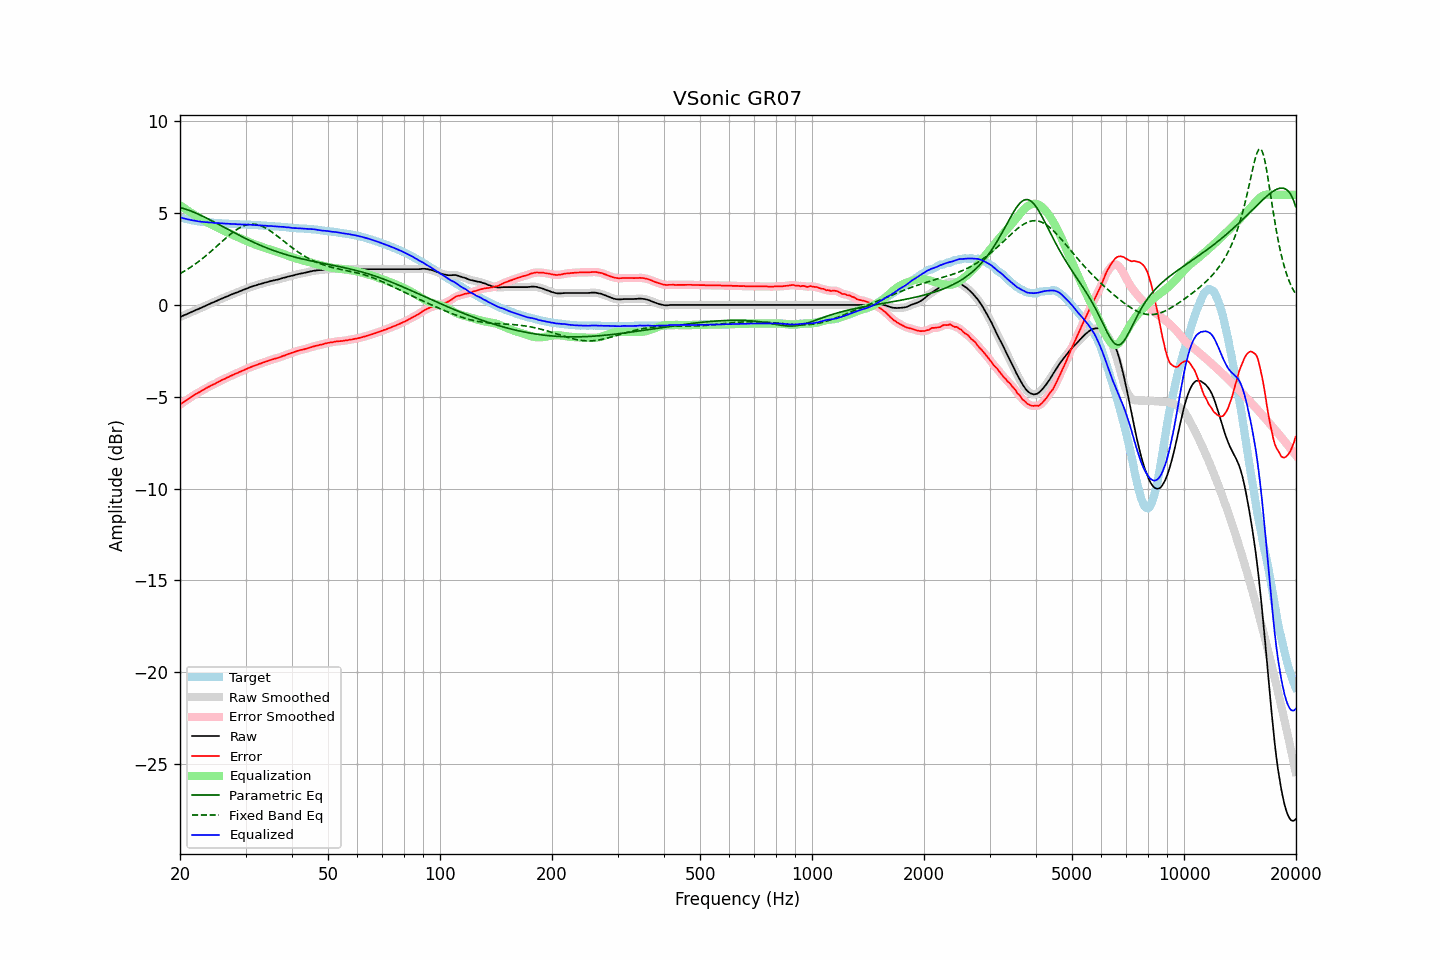 VSonic GR07
10
5
0
−5
−10
−15
−20
−25
Amplitude (dBr)
Target
Raw Smoothed
Error Smoothed
Raw
Error
Equalization
Parametric Eq
Fixed Band Eq
Equalized
20 50 100 200 500 1000 2000 5000 10000 20000
Frequency (Hz)